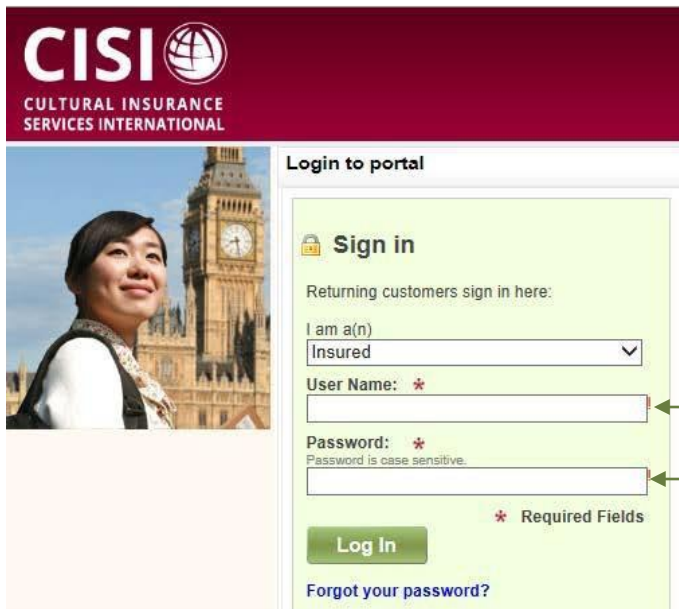 CISI
CULTURAL INSURANCE
SERVICES INTERNATIONAL
Login to portal
Sign in
Returning customers sign in here:
I am a(n)
Insured
User Name: *
Password: *
Password is case sensitive.
* Required Fields
Log In
Forgot your password?